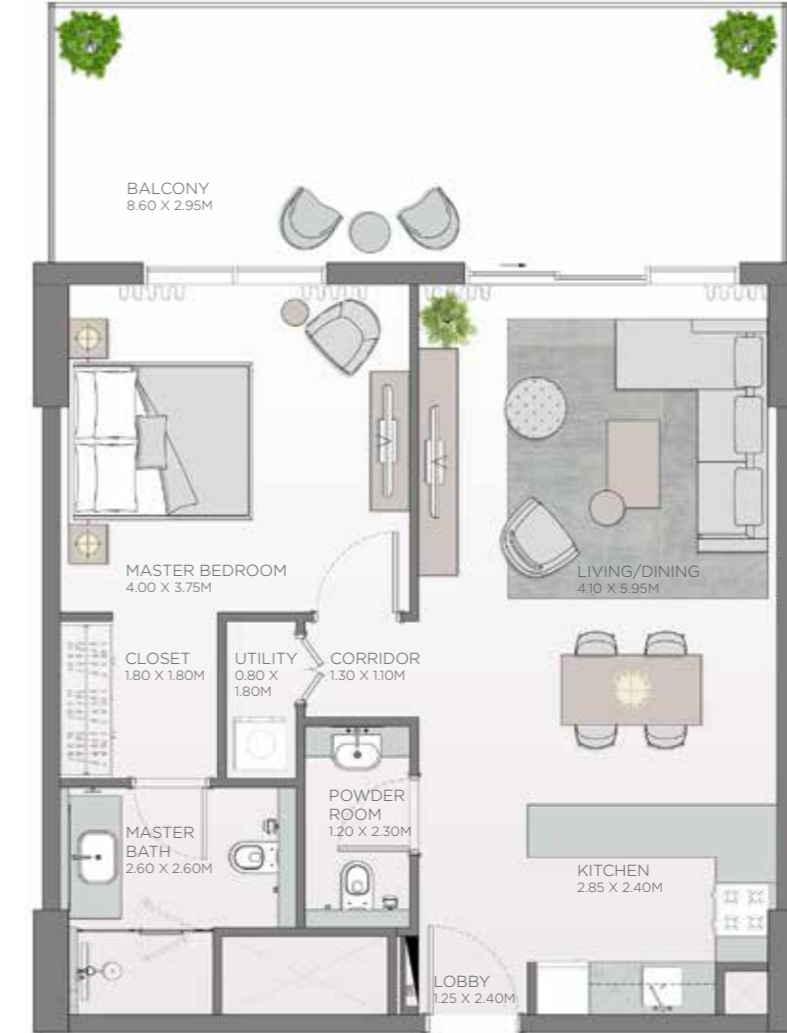 BALCONY
8.60 X 2.95M
MASTER BEDROOM
4.00 X 3.75M
LIVING/DINING
4.10 X 5.95M
CLOSET
1.80 X 1.80M
UTILITY
0.80 X
1.80M
CORRIDOR
1.30 X 1.10M
POWDER
ROOM
1.20 X 2.30M
MASTER
BATH
2.60 X 2.60M
KITCHEN
2.85 X 2.40M
LOBBY
1.25 X 2.40M